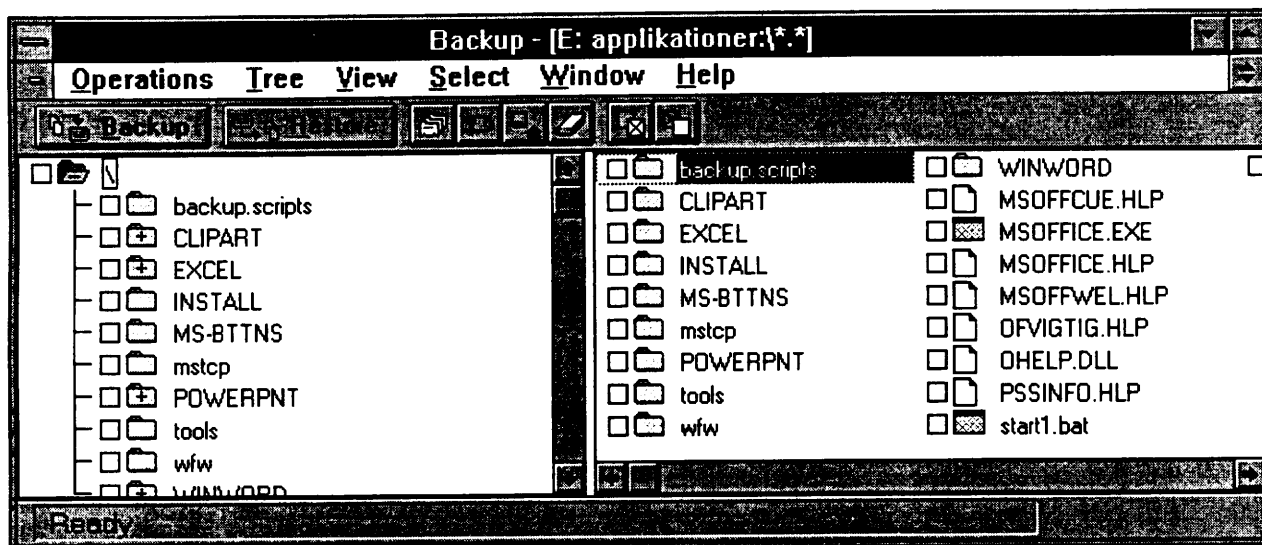 Backup - [E: applikationer:\*.*]
Operations Tree View Select Window Help
Backup
\
backup.scripts
CLIPART
EXCEL
INSTALL
MS-BTTNS
mstcp
POWERPNT
tools
wfw
WINWORD
backup.scripts
CLIPART
EXCEL
INSTALL
MS-BTTNS
mstcp
POWERPNT
tools
wfw
WINWORD
MSOFFCUE.HLP
MSOFFICE.EXE
MSOFFICE.HLP
MSOFFWEL.HLP
OFVIGTIG.HLP
OHELP.DLL
PSSINFO.HLP
start1.bat
Ready